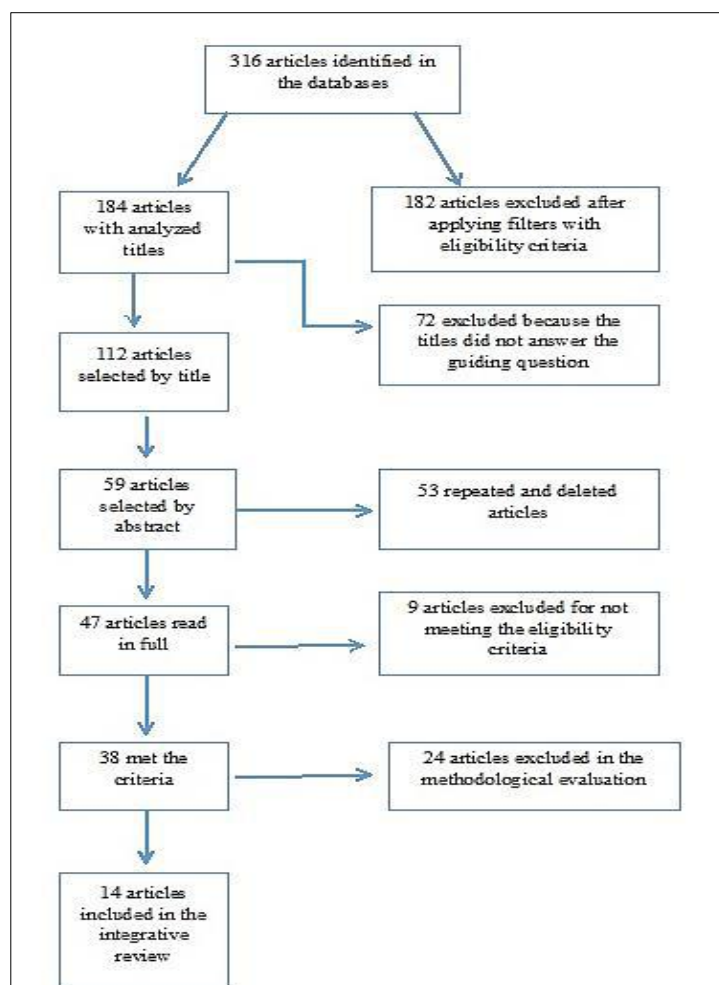 316 articles identified in
the databases
184 articles
with analyzed
titles
182 articles excluded after
applying filters with
eligibility criteria
72 excluded because the
titles did not answer the
guiding question
112 articles
selected by title
59 articles
selected by
abstract
53 repeated and deleted
articles
47 articles read
in full
9 articles excluded for not
meeting the eligibility
criteria
38 met the
criteria
24 articles excluded in the
methodological evaluation
14 articles
included in the
integrative
review